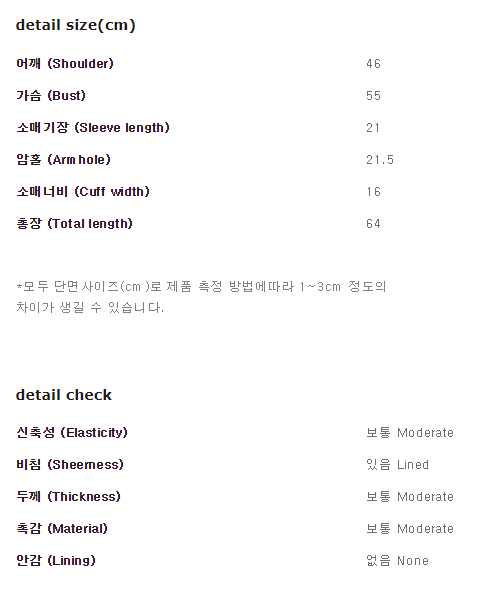 detail size(cm)
어깨 (Shoulder) 46
가슴 (Bust) 55
소매기장 (Sleeve length) 21
암홀 (Armhole) 21.5
소매너비 (Cuff width) 16
총장 (Total length) 64
*모두 단면사이즈(cm)로 제품 측정 방법에따라 1~3cm 정도의
차이가 생길 수 있습니다.
detail check
신축성 (Elasticity) 보통 Moderate
비침 (Sheerness) 있음 Lined
두께 (Thickness) 보통 Moderate
촉감 (Material) 보통 Moderate
안감 (Lining) 없음 None